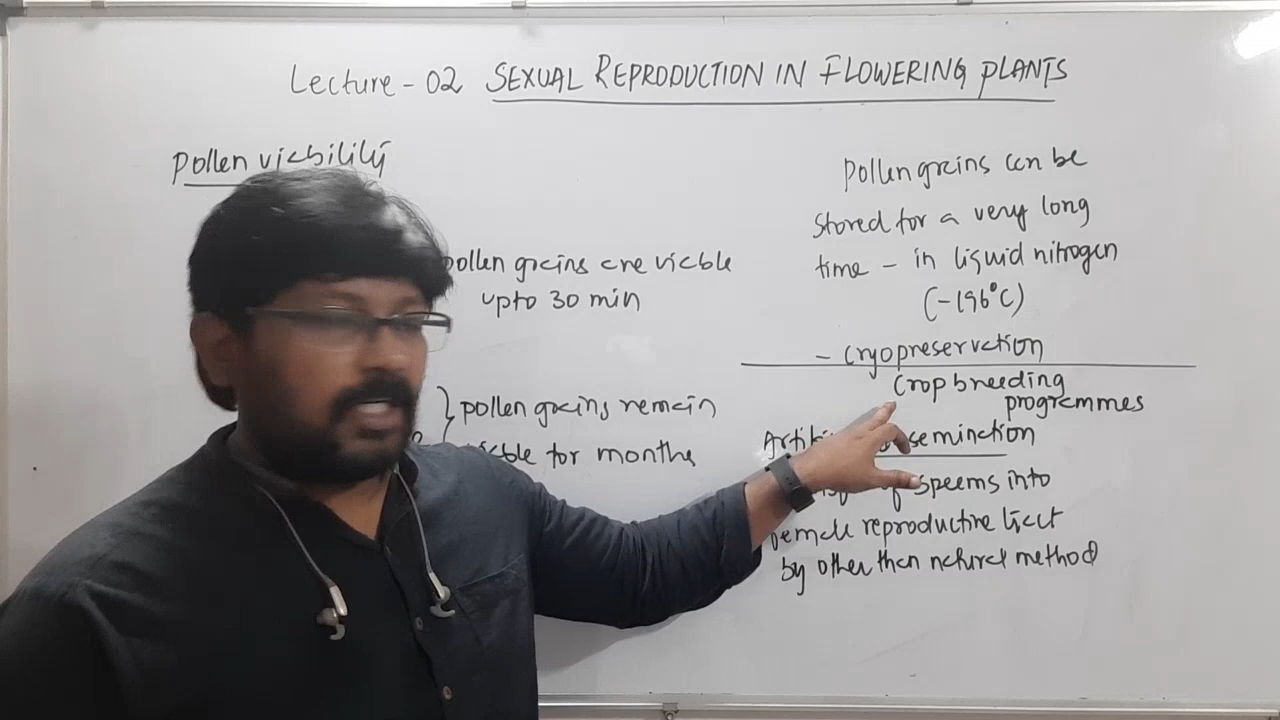 Lecture - 02 SEXUAL REPRODUCTION IN FLOWERING PLANTS
Pollen viability
pollen grains are viable
upto 30 min
} pollen grains remain
for months
Pollen grains can be
stored for a very long
time - in liquid nitrogen
(-196°C)
- cryopreservation
Crop breeding
programmes
of speems into
female reproductive tract
by other than natural method